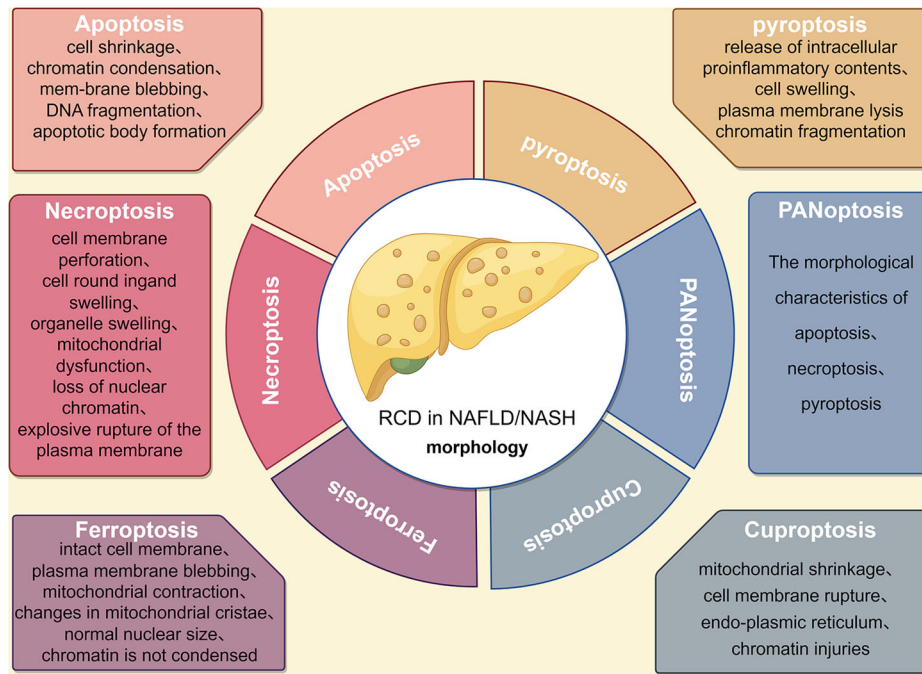 Apoptosis
cell shrinkage、
chromatin condensation、
mem-brane blebbing、
DNA fragmentation、
apoptotic body formation
pyroptosis
release of intracellular
proinflammatory contents、
cell swelling、
plasma membrane lysis
chromatin fragmentation
Necroptosis
cell membrane
perforation、
cell round ingand
swelling、
organelle swelling、
mitochondrial
dysfunction、
loss of nuclear
chromatin、
explosive rupture of the
plasma membrane
PANoptosis
The morphological
characteristics of
apoptosis、
necroptosis、
pyroptosis
Ferroptosis
intact cell membrane、
plasma membrane blebbing、
mitochondrial contraction、
changes in mitochondrial cristae、
normal nuclear size、
chromatin is not condensed
Cuproptosis
mitochondrial shrinkage、
cell membrane rupture、
endo-plasmic reticulum、
chromatin injuries
Apoptosis
pyroptosis
Necroptosis
PANoptosis
Ferroptosis
Cuproptosis
RCD in NAFLD/NASH
morphology